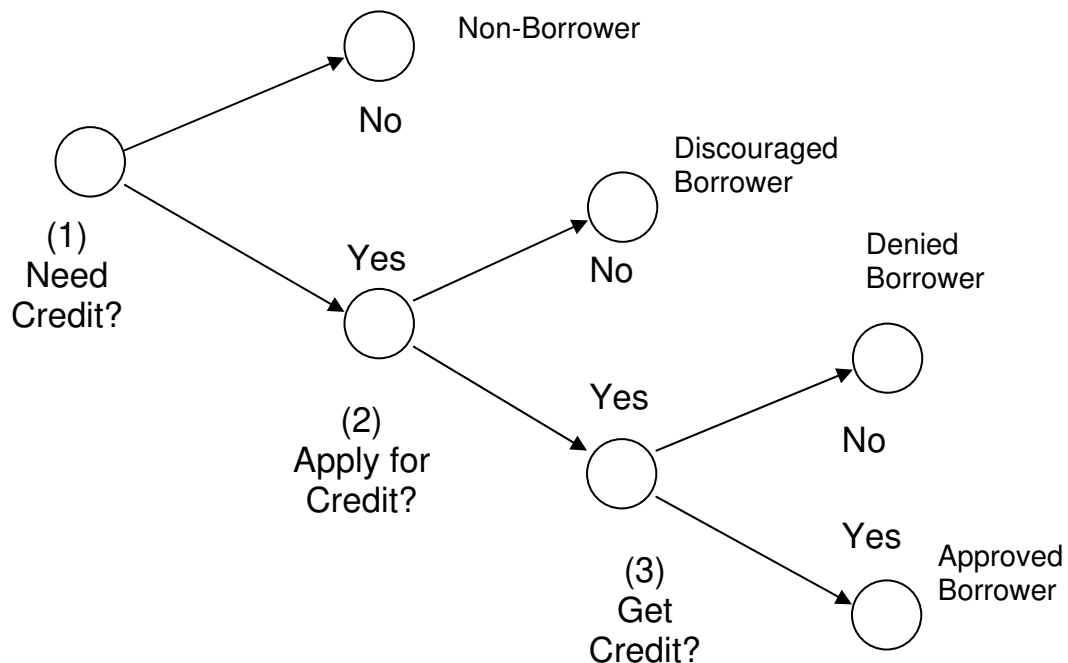 Non-Borrower
No
Discouraged
Borrower
(1)
Need
Credit?
Yes
No
Denied
Borrower
(2)
Apply for
Credit?
Yes
No
(3)
Get
Credit?
Yes
Approved
Borrower